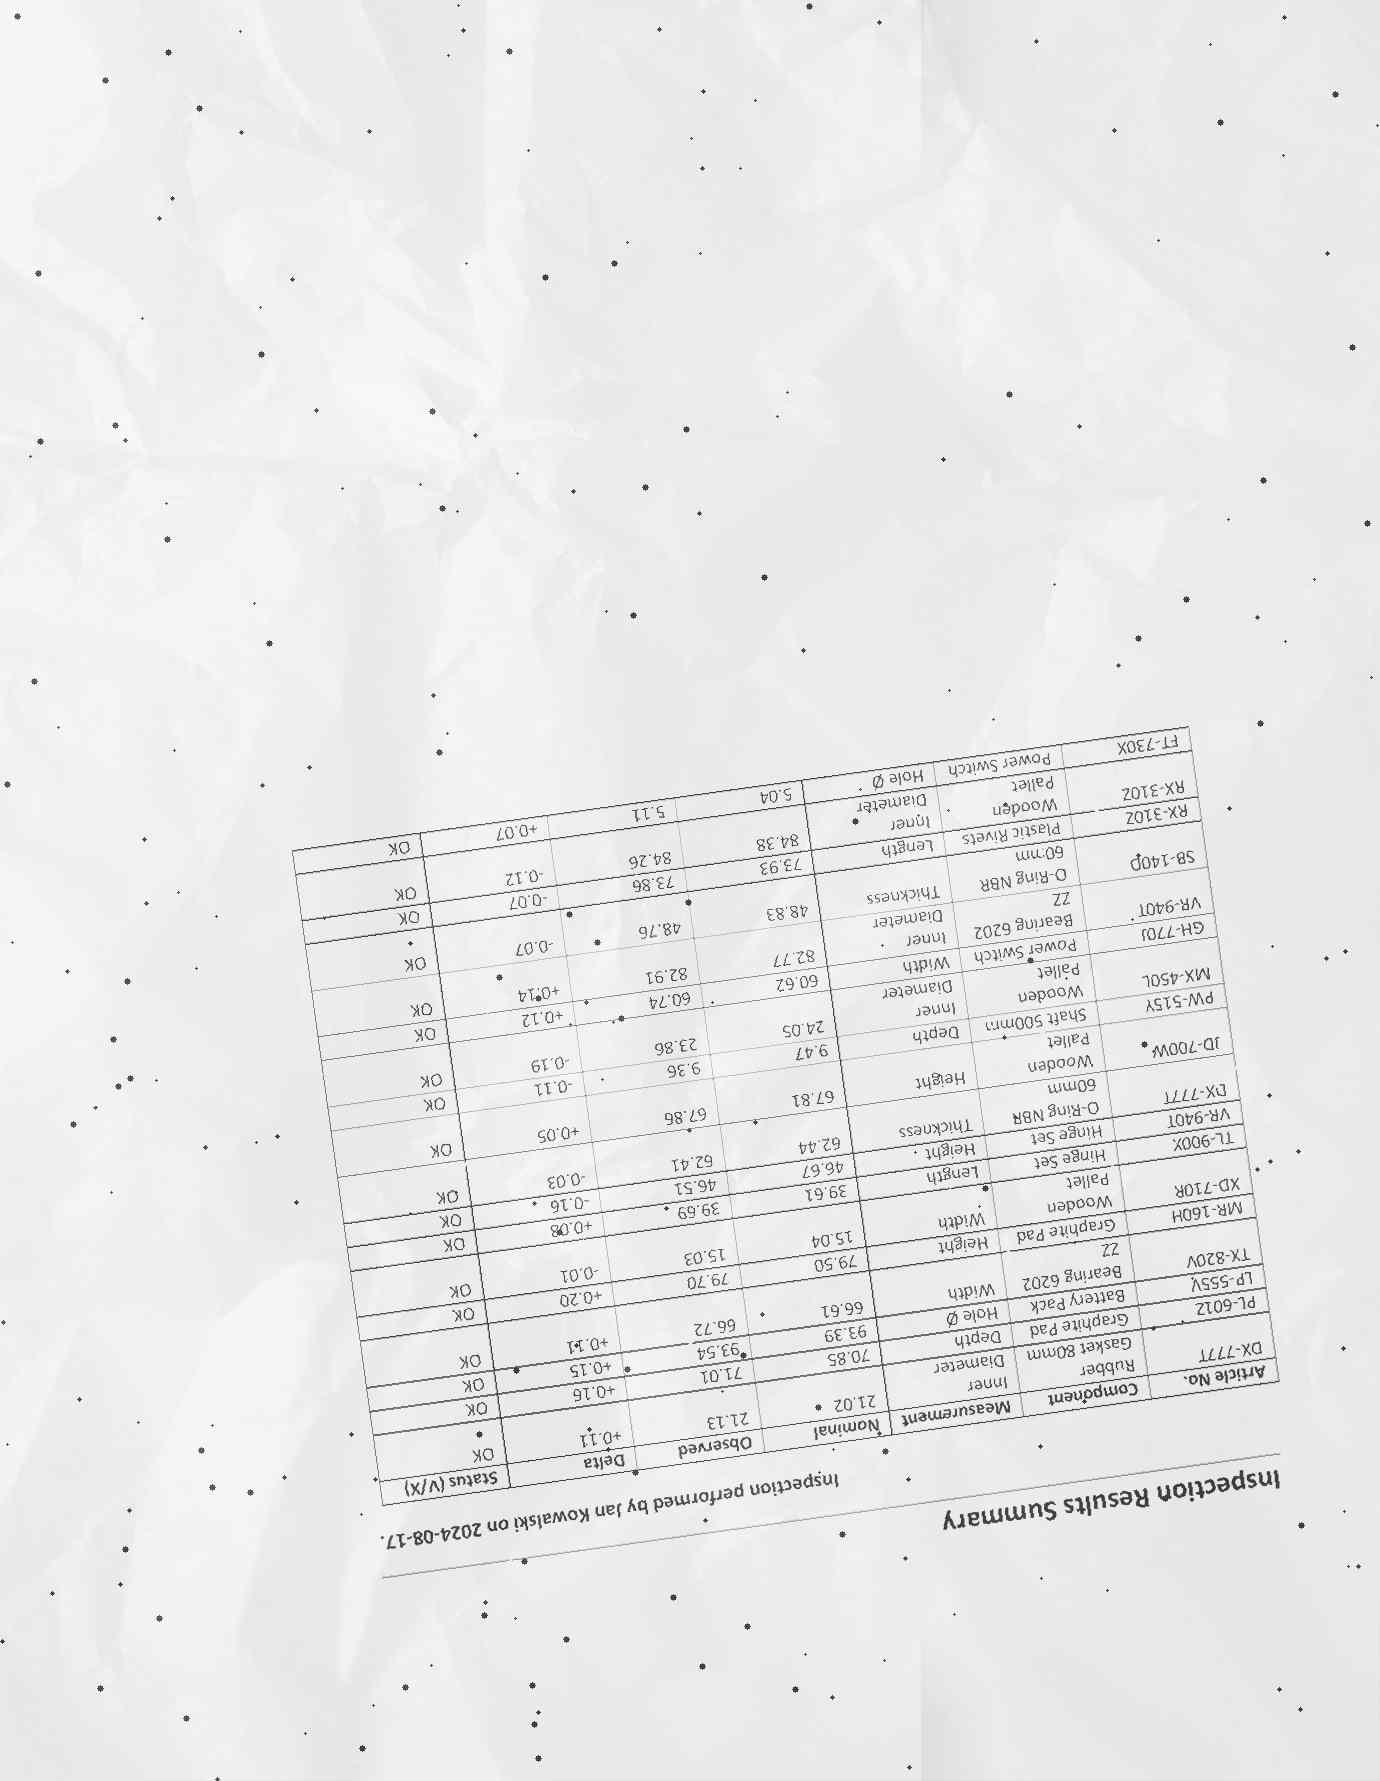 Inspection Results Summary
Inspection performed by Jan Kowalski on 2024-08-17.
Article No. Component Measurement Nominal Observed Delta Status (V/X)
DX-777T Rubber Inner 21.02 21.13 +0.11 OK
Gasket 80mm Diameter
PL-601Z Graphite Pad Depth 70.85 71.01 +0.16 OK
LP-555V Battery Pack Hole Ø 93.39 93.54 +0.15 OK
TX-820V Bearing 6202 Width 66.61 66.72 +0.11 OK
ZZ
MR-160H Graphite Pad Height 79.50 79.70 +0.20 OK
XD-710R Wooden Width 15.04 15.03 -0.01 OK
Pallet
TL-900X Hinge Set Length 39.61 39.69 +0.08 OK
VR-940T Hinge Set Height 46.67 46.51 -0.16 OK
DX-777T O-Ring NBR Thickness 62.44 62.41 -0.03 OK
60mm
JD-700W Wooden Height 67.81 67.86 +0.05 OK
Pallet
PW-515Y Shaft 500mm Depth 9.47 9.36 -0.11 OK
MX-450L Wooden Inner 24.05 23.86 -0.19 OK
Pallet Diameter
GH-770J Power Switch Width 60.62 60.74 +0.12 OK
VR-940T Bearing 6202 Inner 82.77 82.91 +0.14 OK
ZZ Diameter
O-Ring NBR Thickness 48.83 48.76 -0.07 OK
60mm
RX-310Z Plastic Rivets Length 73.93 73.86 -0.07 OK
RX-310Z Wooden Inner 84.38 84.26 -0.12 OK
Pallet Diameter
FT-730X Power Switch Hole Ø 5.04 5.11 +0.07 OK